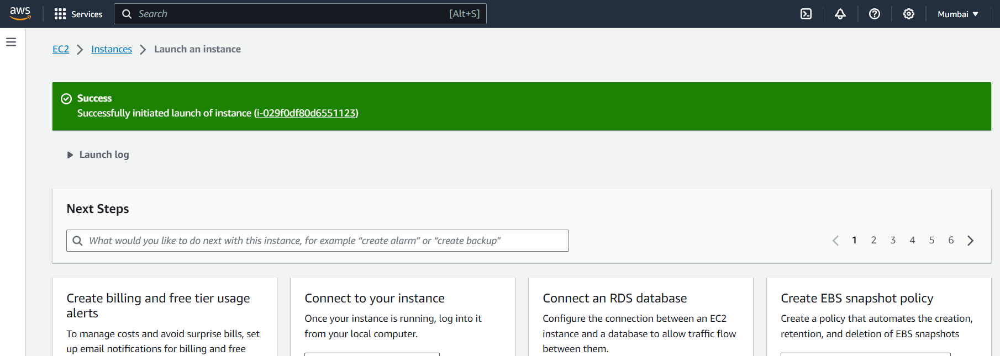 aws
Services
Search
[Alt+S]
Mumbai
EC2
Instances
Launch an instance
Success
Successfully initiated launch of instance (i-029f0df80d6551123)
Launch log
Next Steps
What would you like to do next with this instance, for example “create alarm” or “create backup"
1 2 3 4 5 6
Create billing and free tier usage
alerts
To manage costs and avoid surprise bills, set
up email notifications for billing and free
Connect to your instance
Once your instance is running, log into it
from your local computer.
Connect an RDS database
Configure the connection between an EC2
instance and a database to allow traffic flow
between them.
Create EBS snapshot policy
Create a policy that automates the creation,
retention, and deletion of EBS snapshots